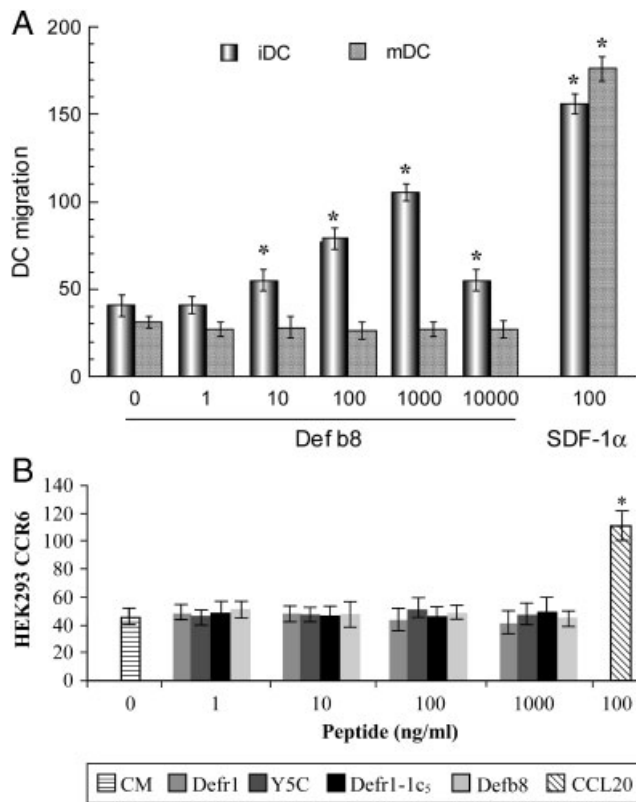 A
iDC mDC
DC migration
200
150
100
50
0
* * * * * *
0 1 10 100 1000 10000 100
Def b8 SDF-1α
B
HEK293 CCR6
140
120
100
80
60
40
20
0
*
0 1 10 100 1000 100
Peptide (ng/ml)
CM Defr1 Y5C Defr1-1c₅ Defb8 CCL20